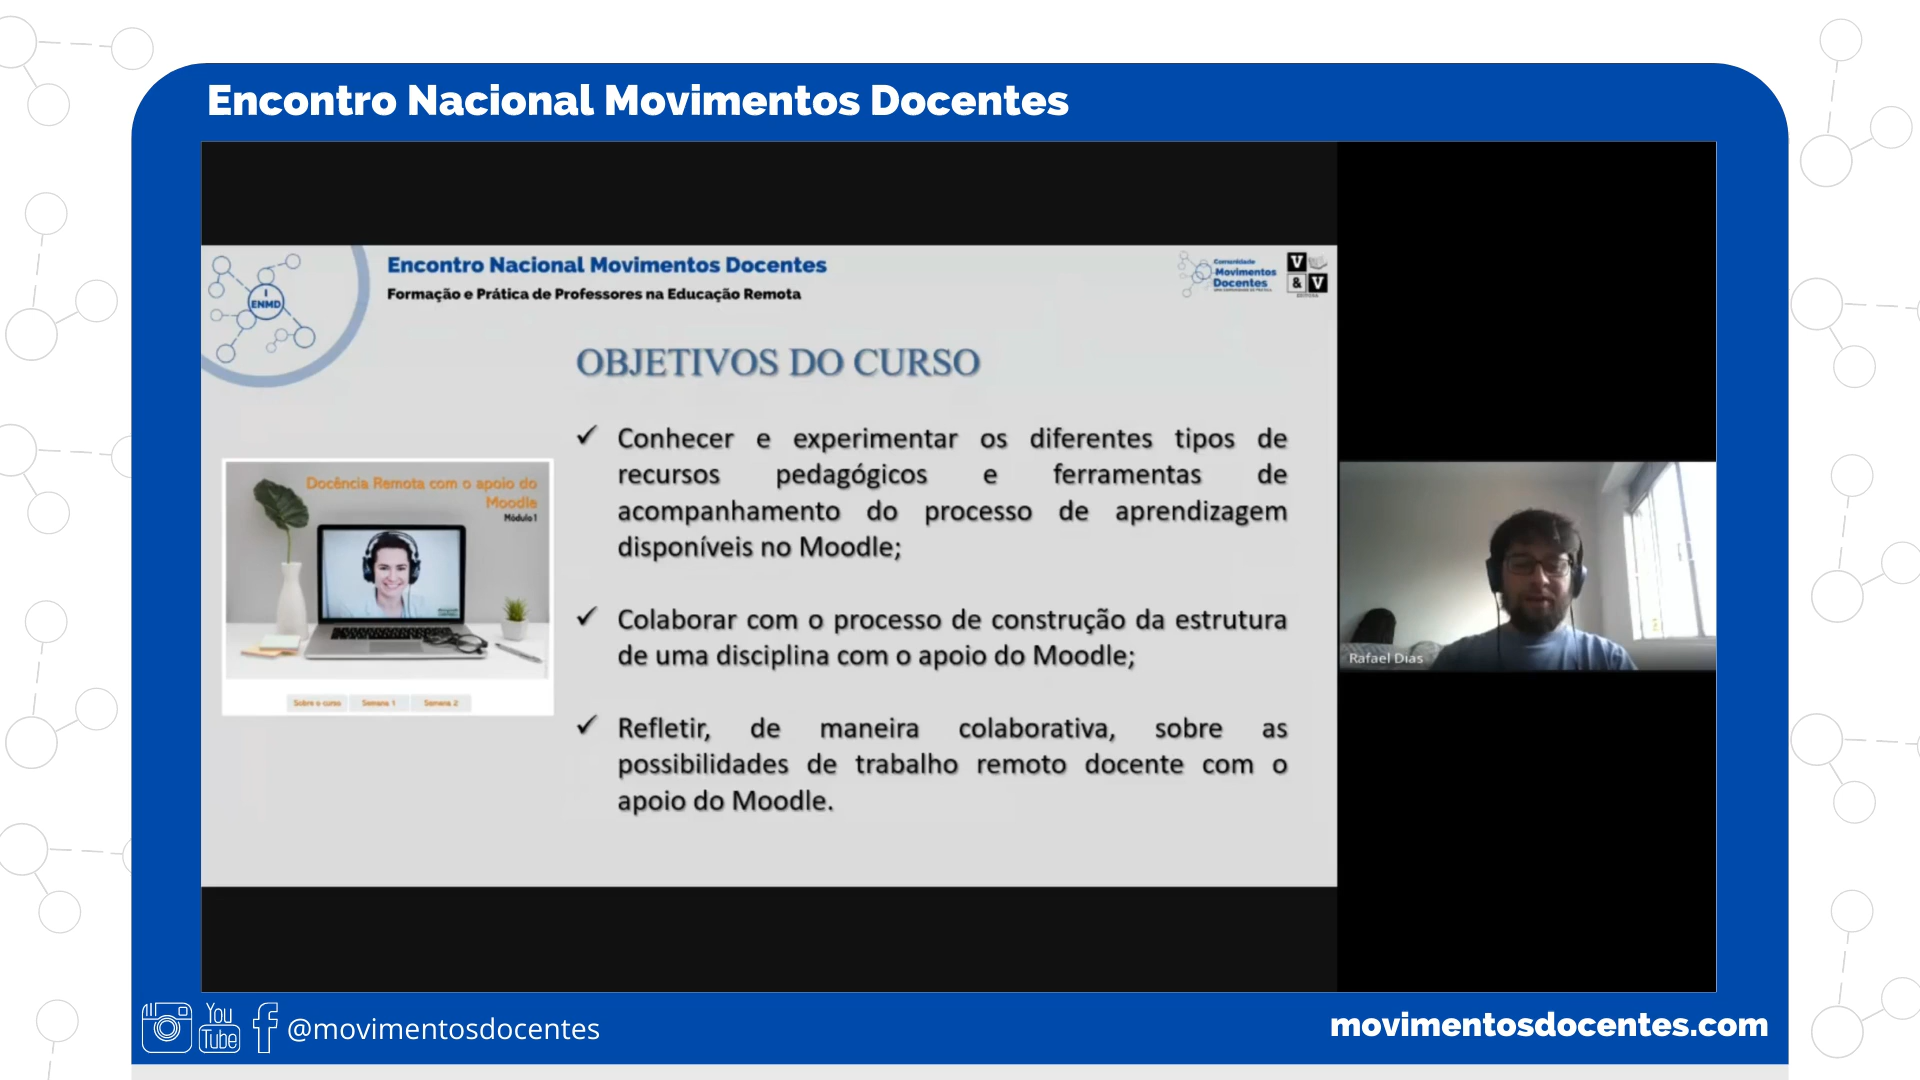 Encontro Nacional Movimentos Docentes
I
ENMD
Encontro Nacional Movimentos Docentes
Formação e Prática de Professores na Educação Remota
Comunidade
Movimentos
Docentes
V
& V
EDITORA
OBJETIVOS DO CURSO
✓ Conhecer e experimentar os diferentes tipos de
recursos pedagógicos e ferramentas de
acompanhamento do processo de aprendizagem
disponíveis no Moodle;
✓ Colaborar com o processo de construção da estrutura
de uma disciplina com o apoio do Moodle;
✓ Refletir, de maneira colaborativa, sobre as
possibilidades de trabalho remoto docente com o
apoio do Moodle.
Docência Remota com o apoio do
Moodle
Módulo 1
Sobre o curso Semana 1 Semana 2
Rafael Dias
You
Tube
@movimentosdocentes
movimentosdocentes.com